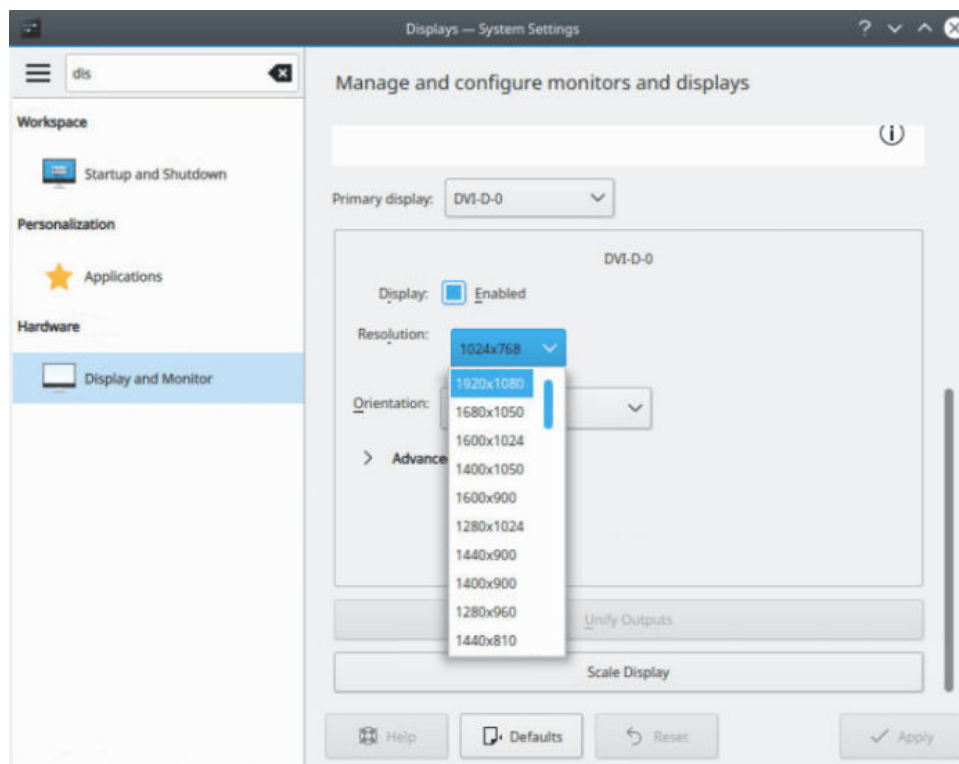 Displays — System Settings
dis
Manage and configure monitors and displays
Workspace
Startup and Shutdown
Personalization
Applications
Hardware
Display and Monitor
Primary display: DVI-D-0
DVI-D-0
Display: Enabled
Resolution: 1024x768
1920x1080
Orientation:
1680x1050
1600x1024
Advance
1400x1050
1600x900
1280x1024
1440x900
1400x900
1280x960
1440x810
Unify Outputs
Scale Display
Help
Defaults
Reset
Apply